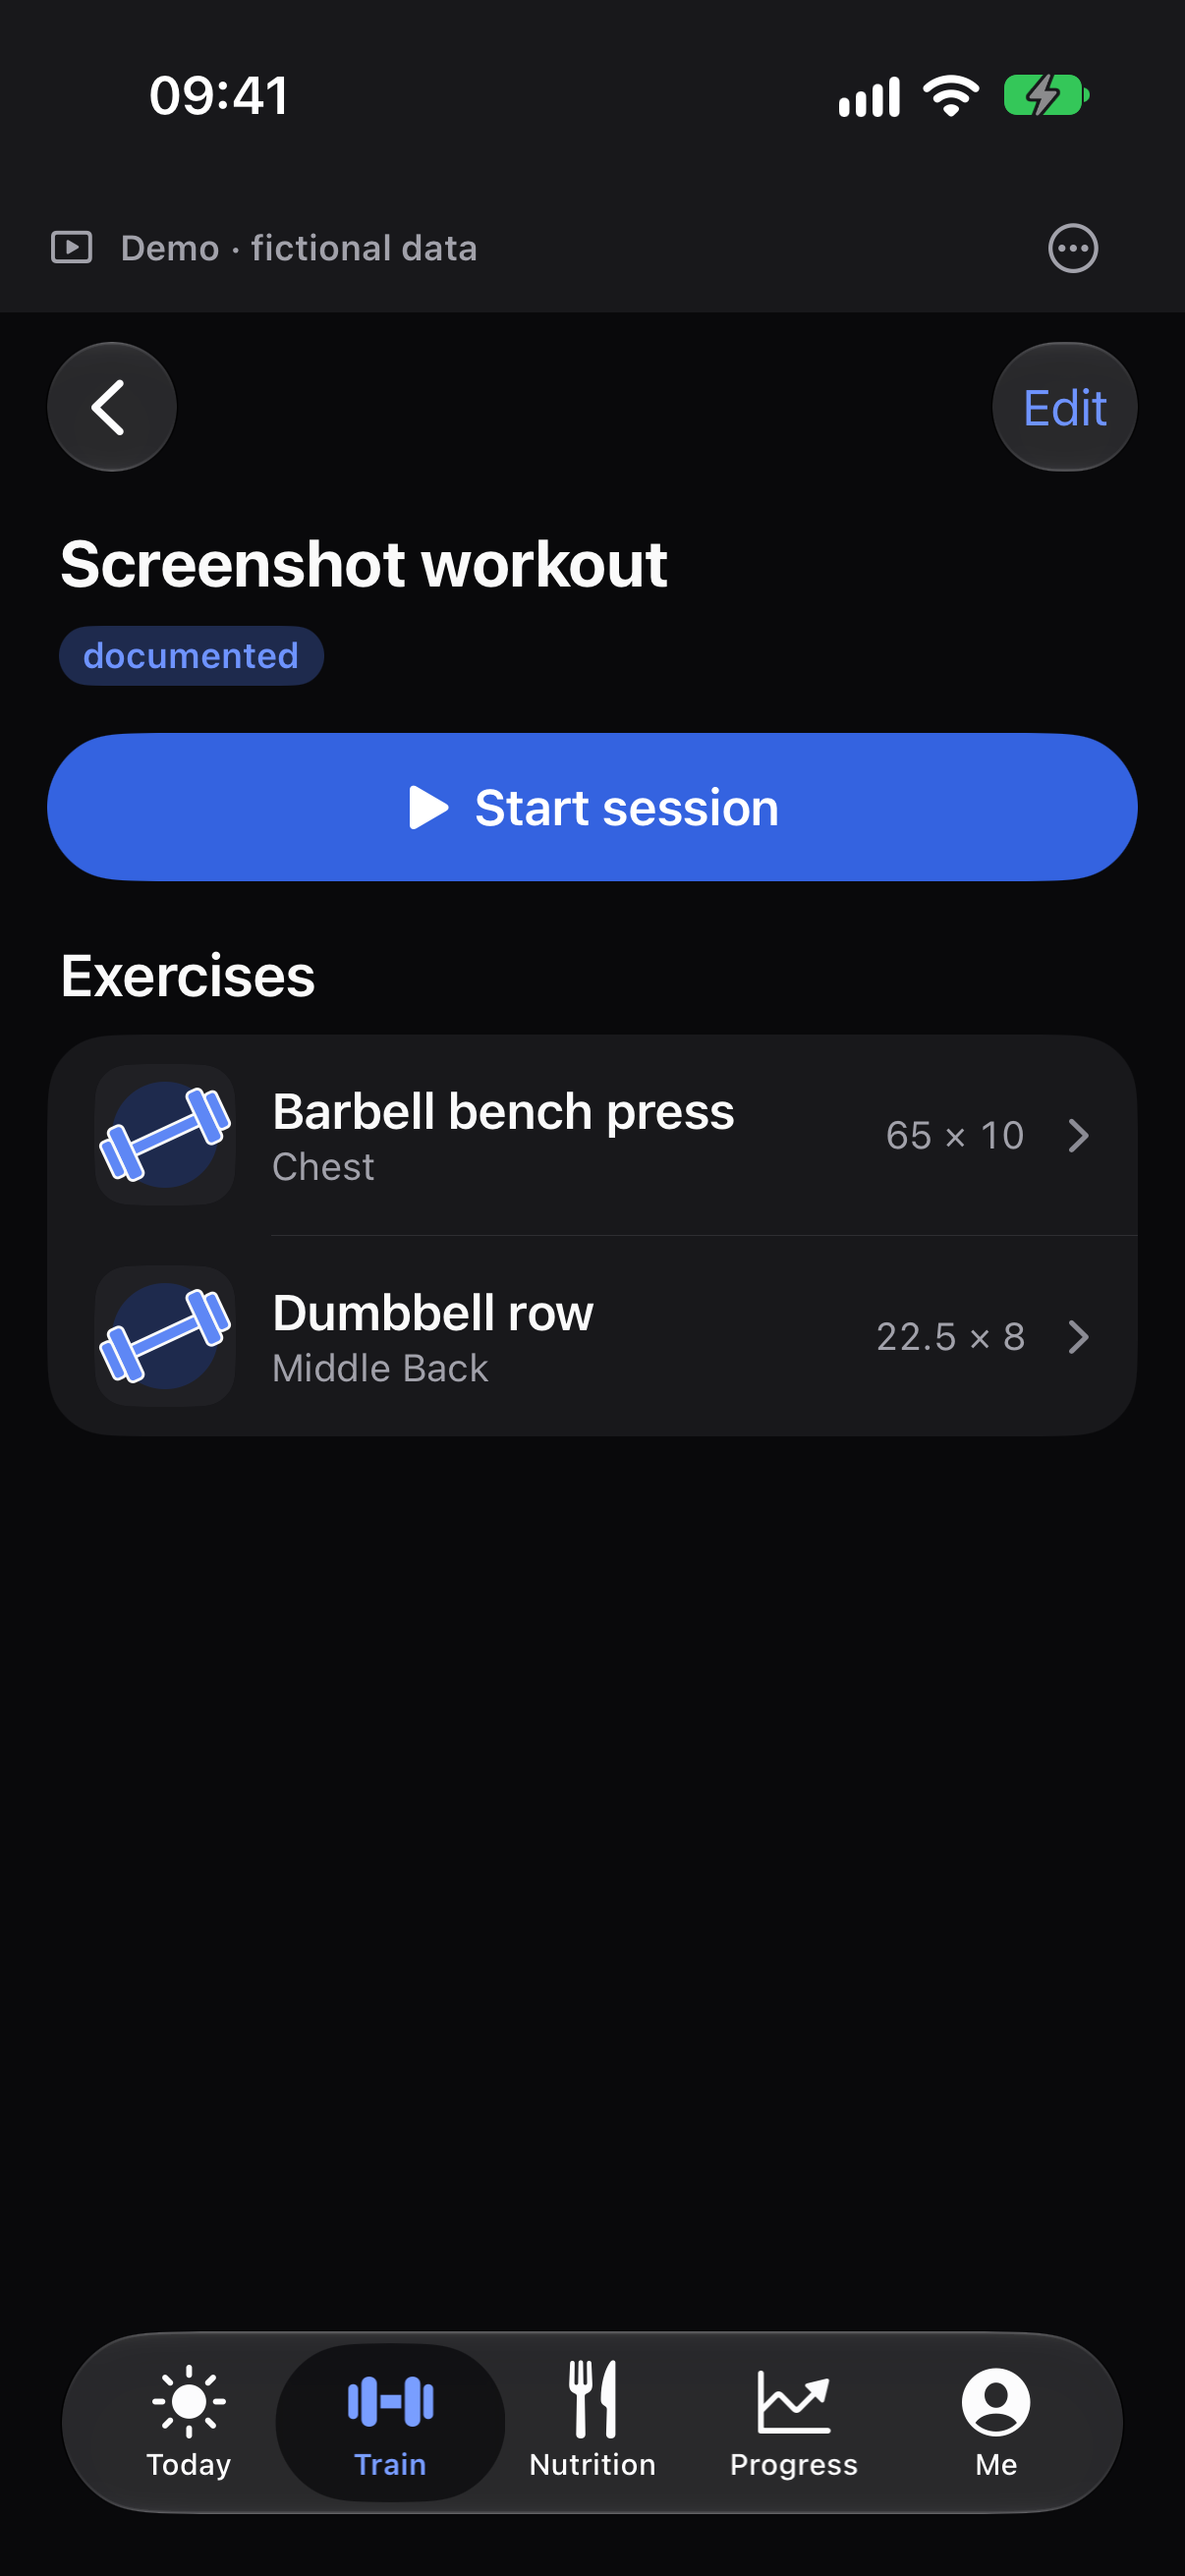 09:41
Demo · fictional data
Edit
Screenshot workout
documented
Start session
Exercises
Barbell bench press
Chest
65 × 10
Dumbbell row
Middle Back
22.5 × 8
Today
Train
Nutrition
Progress
Me